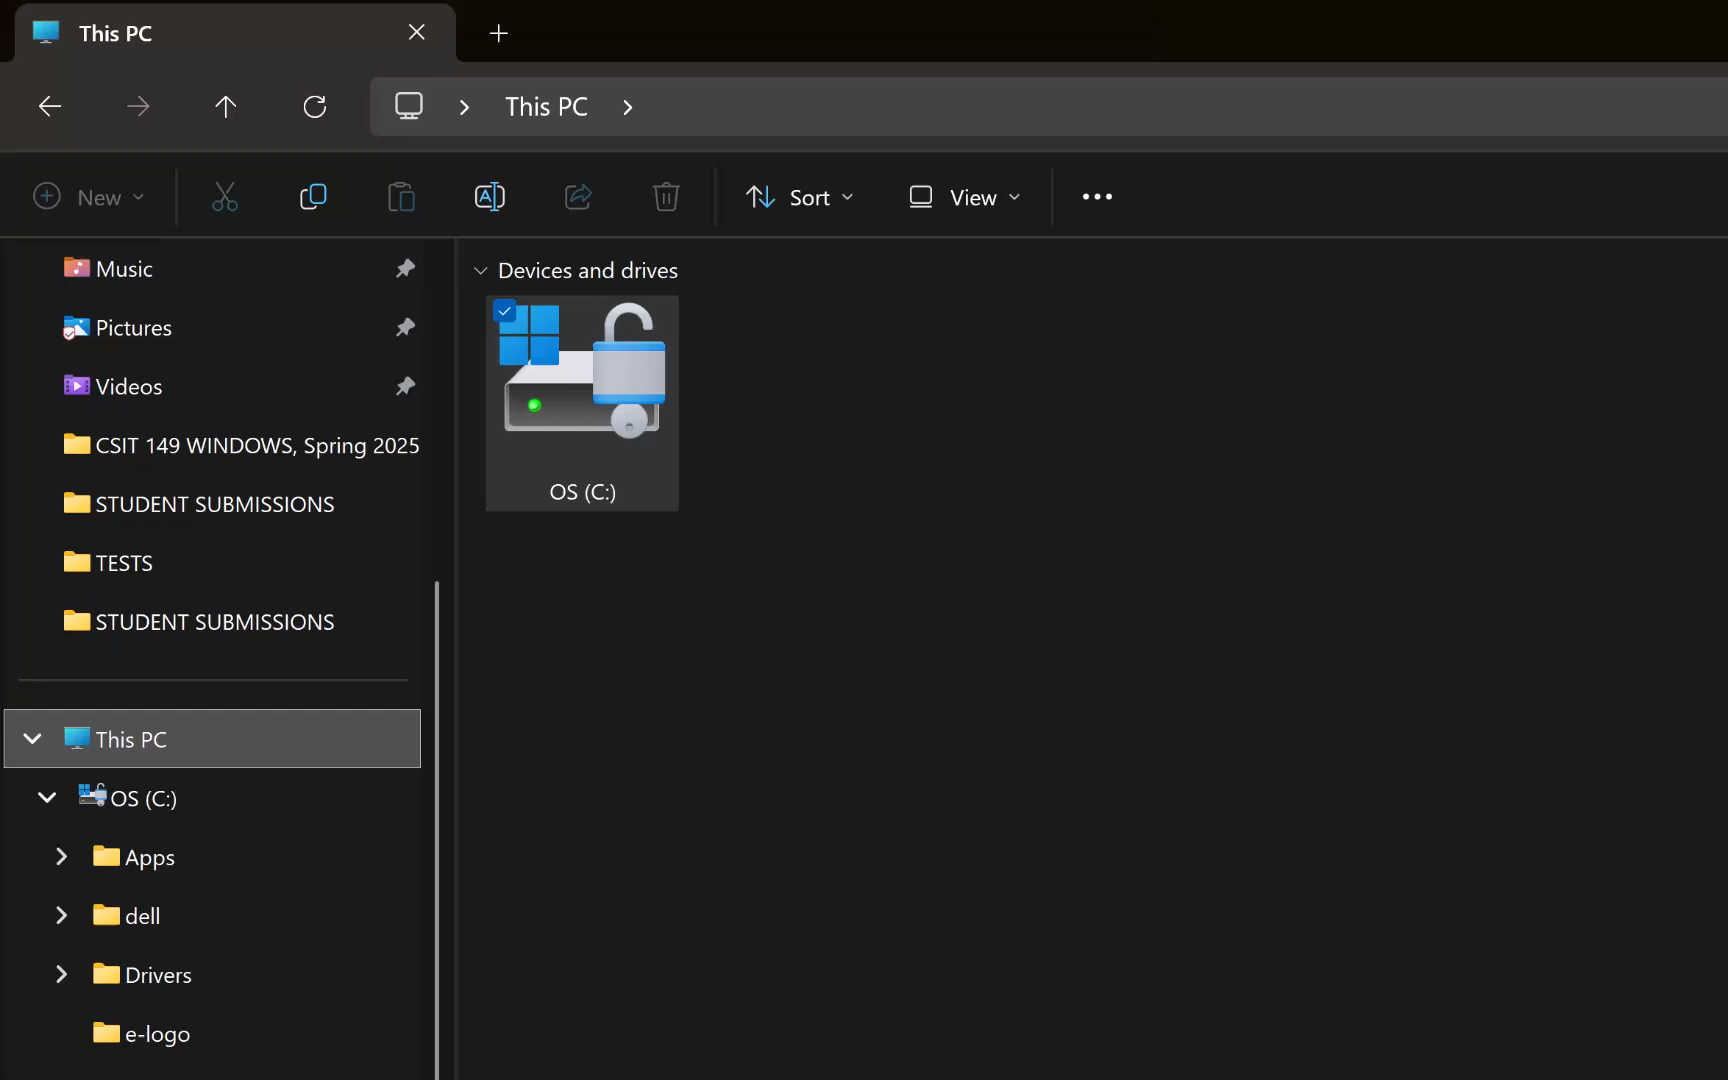 This PC
This PC
New
Sort
View
Music
Pictures
Videos
CSIT 149 WINDOWS, Spring 2025
STUDENT SUBMISSIONS
TESTS
STUDENT SUBMISSIONS
This PC
OS (C:)
Apps
dell
Drivers
e-logo
Devices and drives
OS (C:)